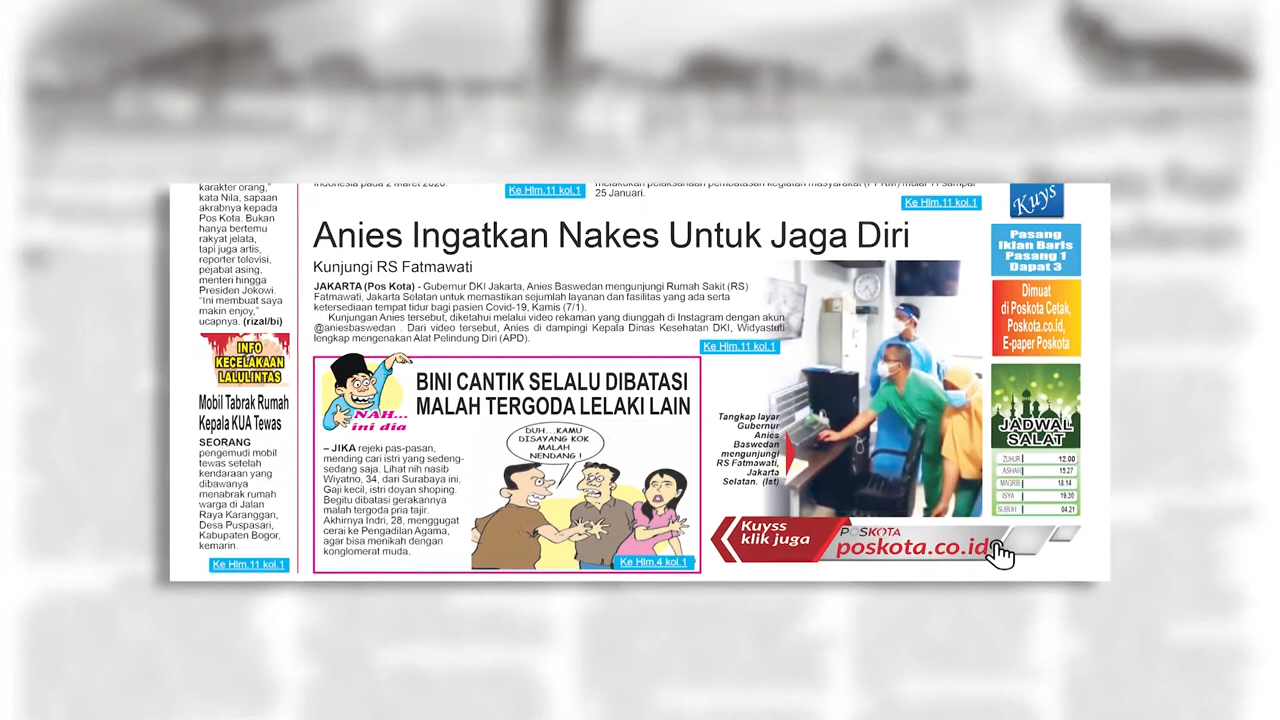 karakter orang,"
kata Nila, sapaan
akrabnya kepada
Pos Kota. Bukan
hanya bertemu
rakyat jelata,
tapi juga artis,
reporter televisi,
pejabat asing,
menteri hingga
Presiden Jokowi.
"Ini membuat saya
makin enjoy,"
ucapnya. (rizal/bi)
INFO
KECELAKAAN
LALULINTAS
Mobil Tabrak Rumah
Kepala KUA Tewas
SEORANG
pengemudi mobil
tewas setelah
kendaraan yang
dibawanya
menabrak rumah
warga di Jalan
Raya Karanggan,
Desa Puspasari,
Kabupaten Bogor,
kemarin.
Ke Hlm.11 kol.1
Indonesia pada 2 Maret 2020.
Ke Hlm.11 kol.1
melakukan pelaksanaan pembatasan kegiatan masyarakat (PPKM) mulai 11 sampai
25 Januari.
Ke Hlm.11 kol.1
Anies Ingatkan Nakes Untuk Jaga Diri
Kunjungi RS Fatmawati
JAKARTA (Pos Kota) - Gubernur DKI Jakarta, Anies Baswedan mengunjungi Rumah Sakit (RS)
Fatmawati, Jakarta Selatan untuk memastikan sejumlah layanan dan fasilitas yang ada serta
ketersediaan tempat tidur bagi pasien Covid-19, Kamis (7/1).
Kunjungan Anies tersebut, diketahui melalui video rekaman yang diunggah di Instagram dengan akun
@aniesbaswedan . Dari video tersebut, Anies di dampingi Kepala Dinas Kesehatan DKI, Widyastuti
lengkap mengenakan Alat Pelindung Diri (APD).
Ke Hlm.11 kol.1
NAH...
ini dia
BINI CANTIK SELALU DIBATASI
MALAH TERGODA LELAKI LAIN
– JIKA rejeki pas-pasan,
mending cari istri yang sedeng-
sedang saja. Lihat nih nasib
Wiyatno, 34, dari Surabaya ini.
Gaji kecil, istri doyan shoping.
Begitu dibatasi gerakannya
malah tergoda pria tajir.
Akhirnya Indri, 28, menggugat
cerai ke Pengadilan Agama,
agar bisa menikah dengan
konglomerat muda.
DUH...KAMU
DISAYANG KOK
MALAH
NENDANG !
Ke Hlm.4 kol.1
Tangkap layar
Gubernur
Anies
Baswedan
mengunjungi
RS Fatmawati,
Jakarta
Selatan. (Ist)
Kuyss
klik juga
POSKOTA
poskota.co.id
Kuys
Pasang
Iklan Baris
Pasang 1
Dapat 3
Dimuat
di Poskota Cetak,
Poskota.co.id,
E-paper Poskota
JADWAL
SALAT
ZUHUR 12.00
ASHAR 15.27
MAGRIB 18.14
ISYA 19.30
SUBUH 04.21